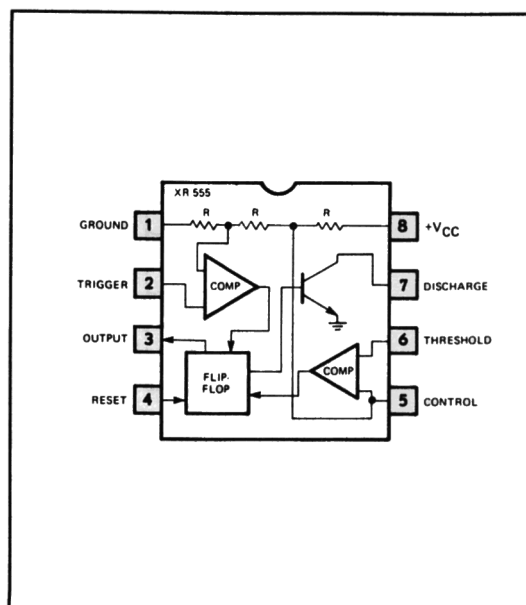 XR 555
R R R
GROUND 1
8 +VCC
TRIGGER 2
COMP
7 DISCHARGE
OUTPUT 3
6 THRESHOLD
FLIP-
FLOP
COMP
RESET 4
5 CONTROL